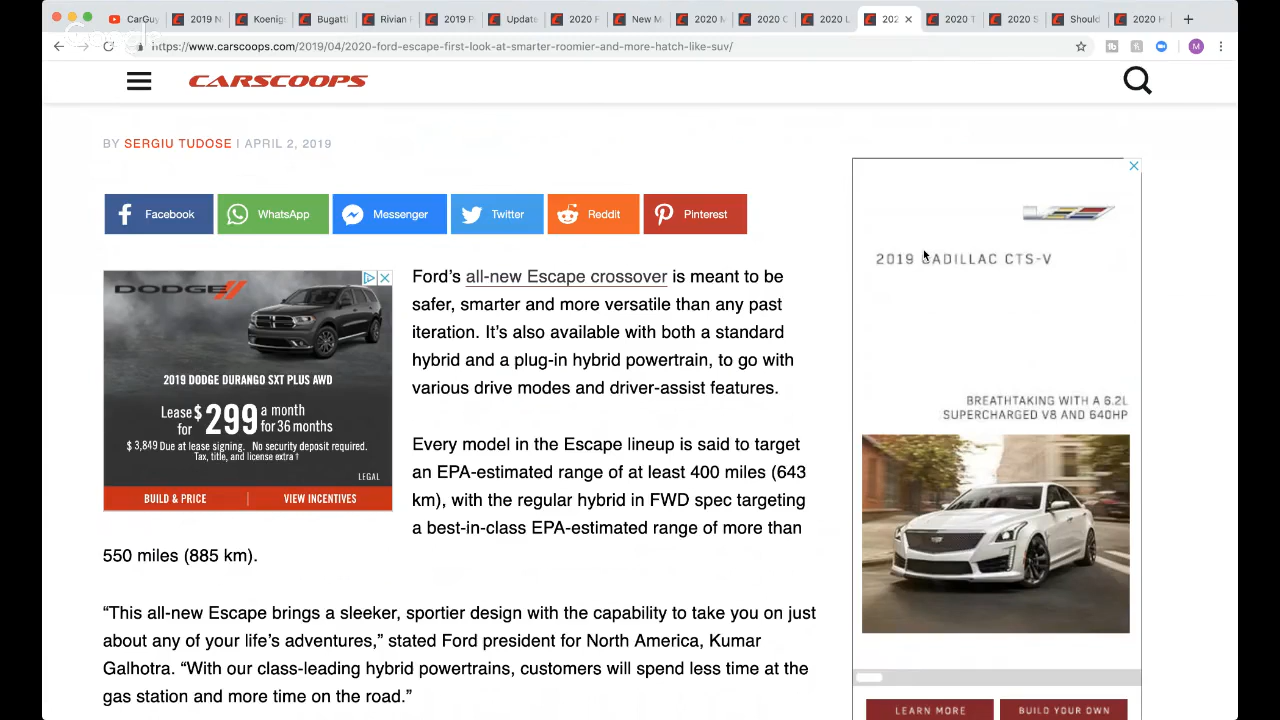 CarGuy
2019 N
Koenig
Bugatti
Rivian F
2019 P
Update
2020 F
New M
2020 M
2020 C
2020 L
202
2020 T
2020 S
Should
2020 H
Google
https://www.carscoops.com/2019/04/2020-ford-escape-first-look-at-smarter-roomier-and-more-hatch-like-suv/
M
CARSCOOPS
BY SERGIU TUDOSE | APRIL 2, 2019
Facebook
WhatsApp
Messenger
Twitter
Reddit
Pinterest
DODGE
2019 DODGE DURANGO SXT PLUS AWD
Lease for $299 a month for 36 months
$3,849 Due at lease signing. No security deposit required.
Tax, title, and license extra †
LEGAL
BUILD & PRICE
VIEW INCENTIVES
Ford’s all-new Escape crossover is meant to be
safer, smarter and more versatile than any past
iteration. It’s also available with both a standard
hybrid and a plug-in hybrid powertrain, to go with
various drive modes and driver-assist features.
Every model in the Escape lineup is said to target
an EPA-estimated range of at least 400 miles (643
km), with the regular hybrid in FWD spec targeting
a best-in-class EPA-estimated range of more than
550 miles (885 km).
“This all-new Escape brings a sleeker, sportier design with the capability to take you on just
about any of your life’s adventures,” stated Ford president for North America, Kumar
Galhotra. “With our class-leading hybrid powertrains, customers will spend less time at the
gas station and more time on the road.”
2019 CADILLAC CTS-V
BREATHTAKING WITH A 6.2L
SUPERCHARGED V8 AND 640HP
LEARN MORE
BUILD YOUR OWN